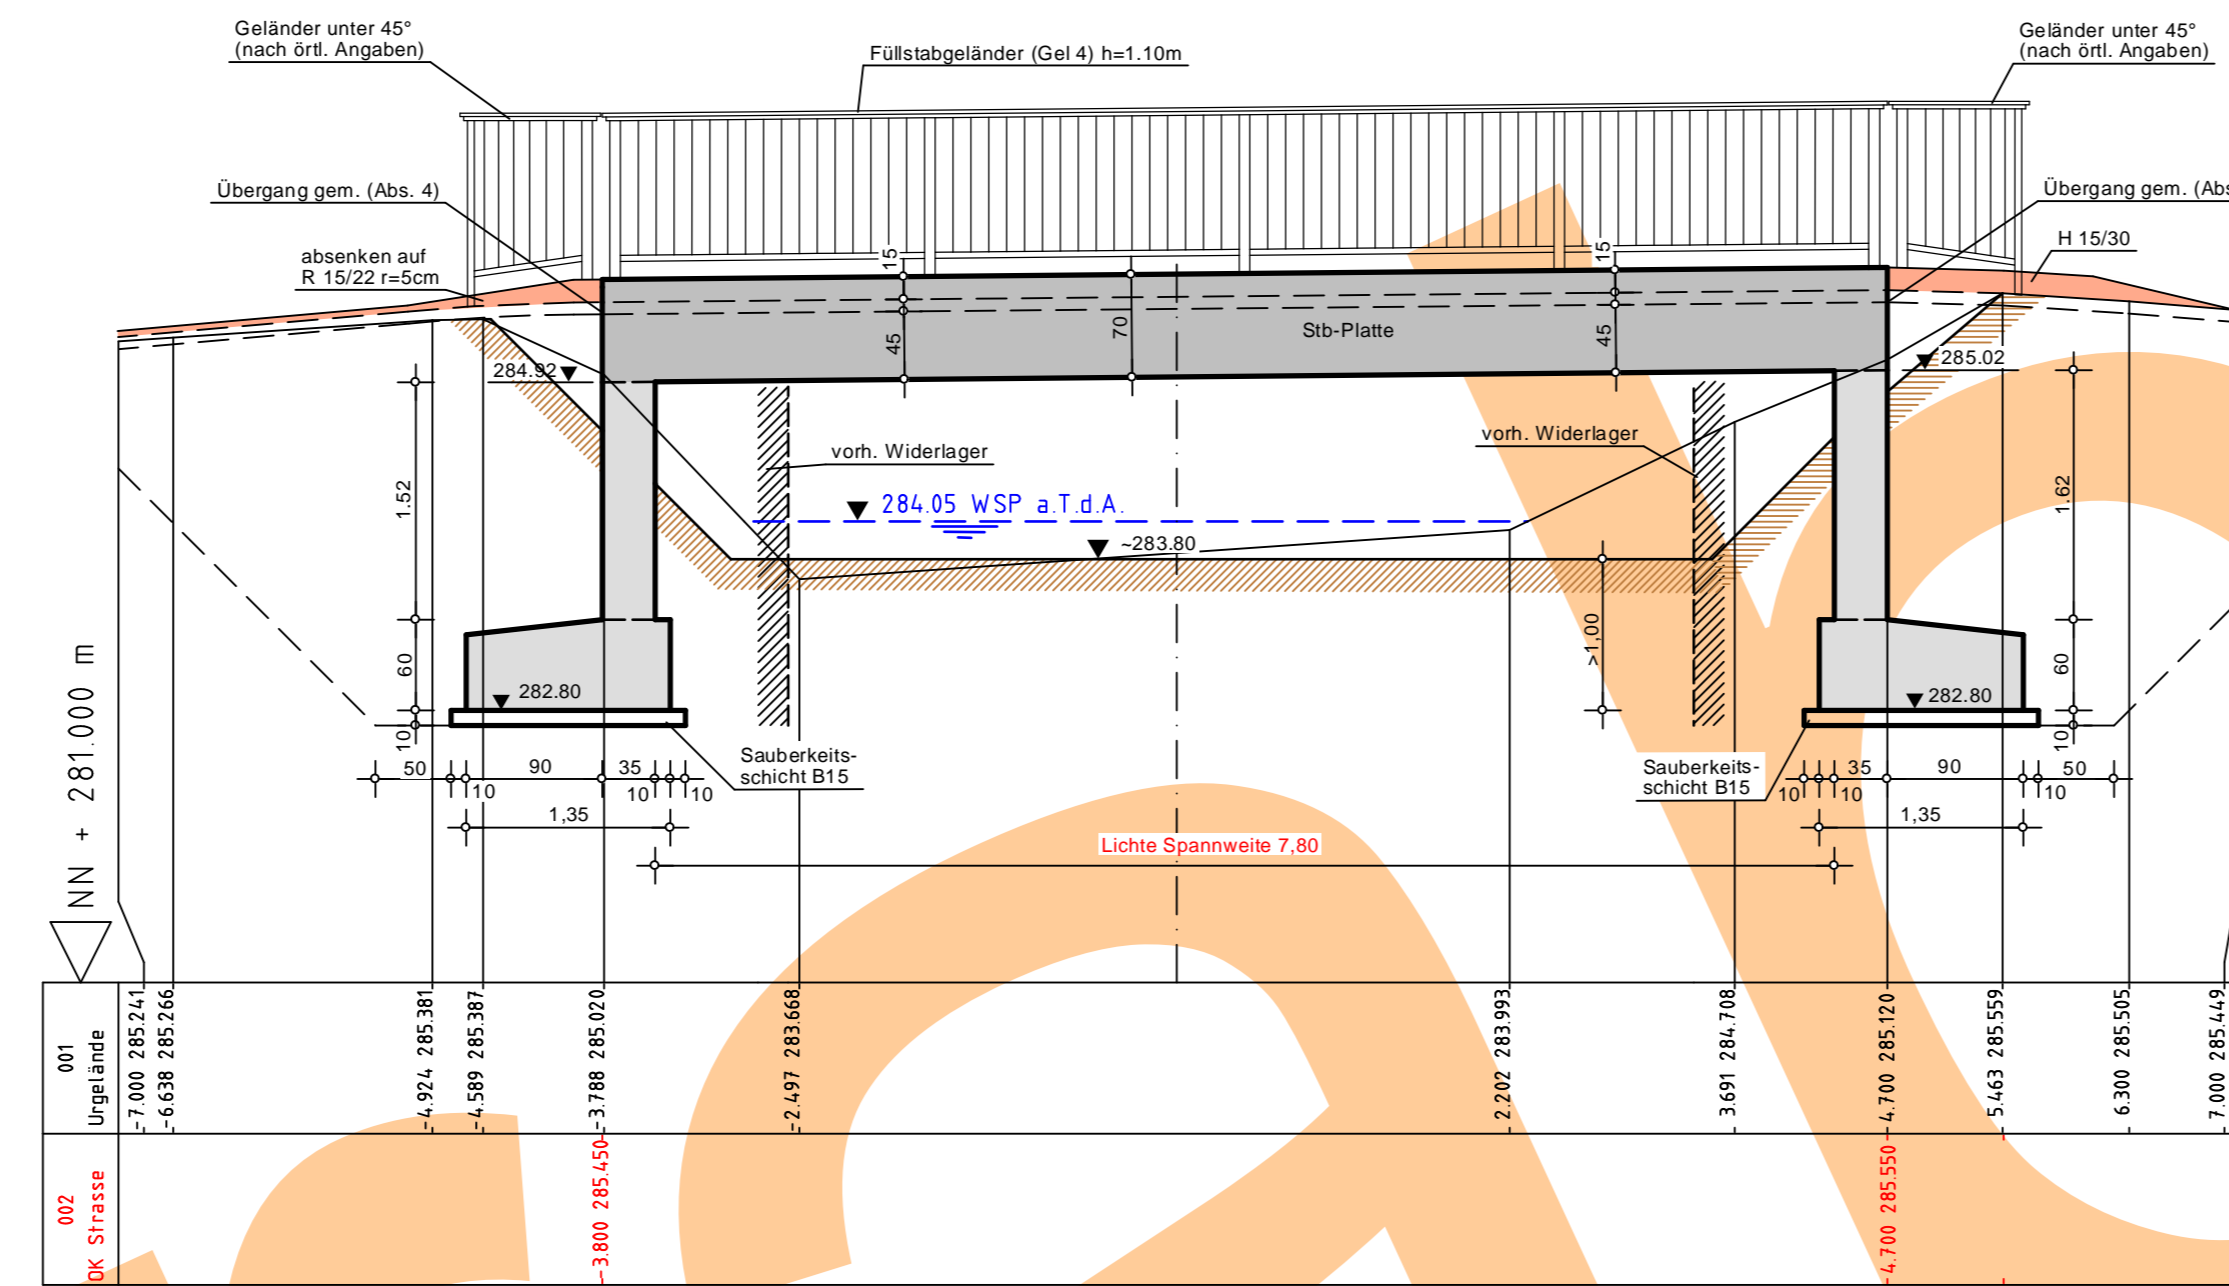 Geländer unter 45°
(nach örtl. Angaben)
Füllstabgeländer (Gel 4) h=1.10m
Geländer unter 45°
(nach örtl. Angaben)
Übergang gem. (Abs. 4)
Übergang gem. (Abs
absenken auf
R 15/22 r=5cm
H 15/30
15
15
45
70
45
Stb-Platte
284.92
285.02
vorh. Widerlager
vorh. Widerlager
284.05 WSP a.T.d.A.
~283.80
1.52
1.62
>1,00
60
60
282.80
282.80
10
10
NN + 281.000 m
Sauberkeits-
schicht B15
Sauberkeits-
schicht B15
50
90
35
10
10
10
1,35
35
90
50
10
10
10
1,35
Lichte Spannweite 7,80
001
Urgelände
-7.000 285.241
-6.638 285.266
-4.924 285.381
-4.589 285.387
-3.788 285.020
-2.497 283.668
2.202 283.993
3.691 284.708
4.700 285.120
5.463 285.559
6.300 285.505
7.000 285.449
002
OK Strasse
-3.800 285.450
4.700 285.550